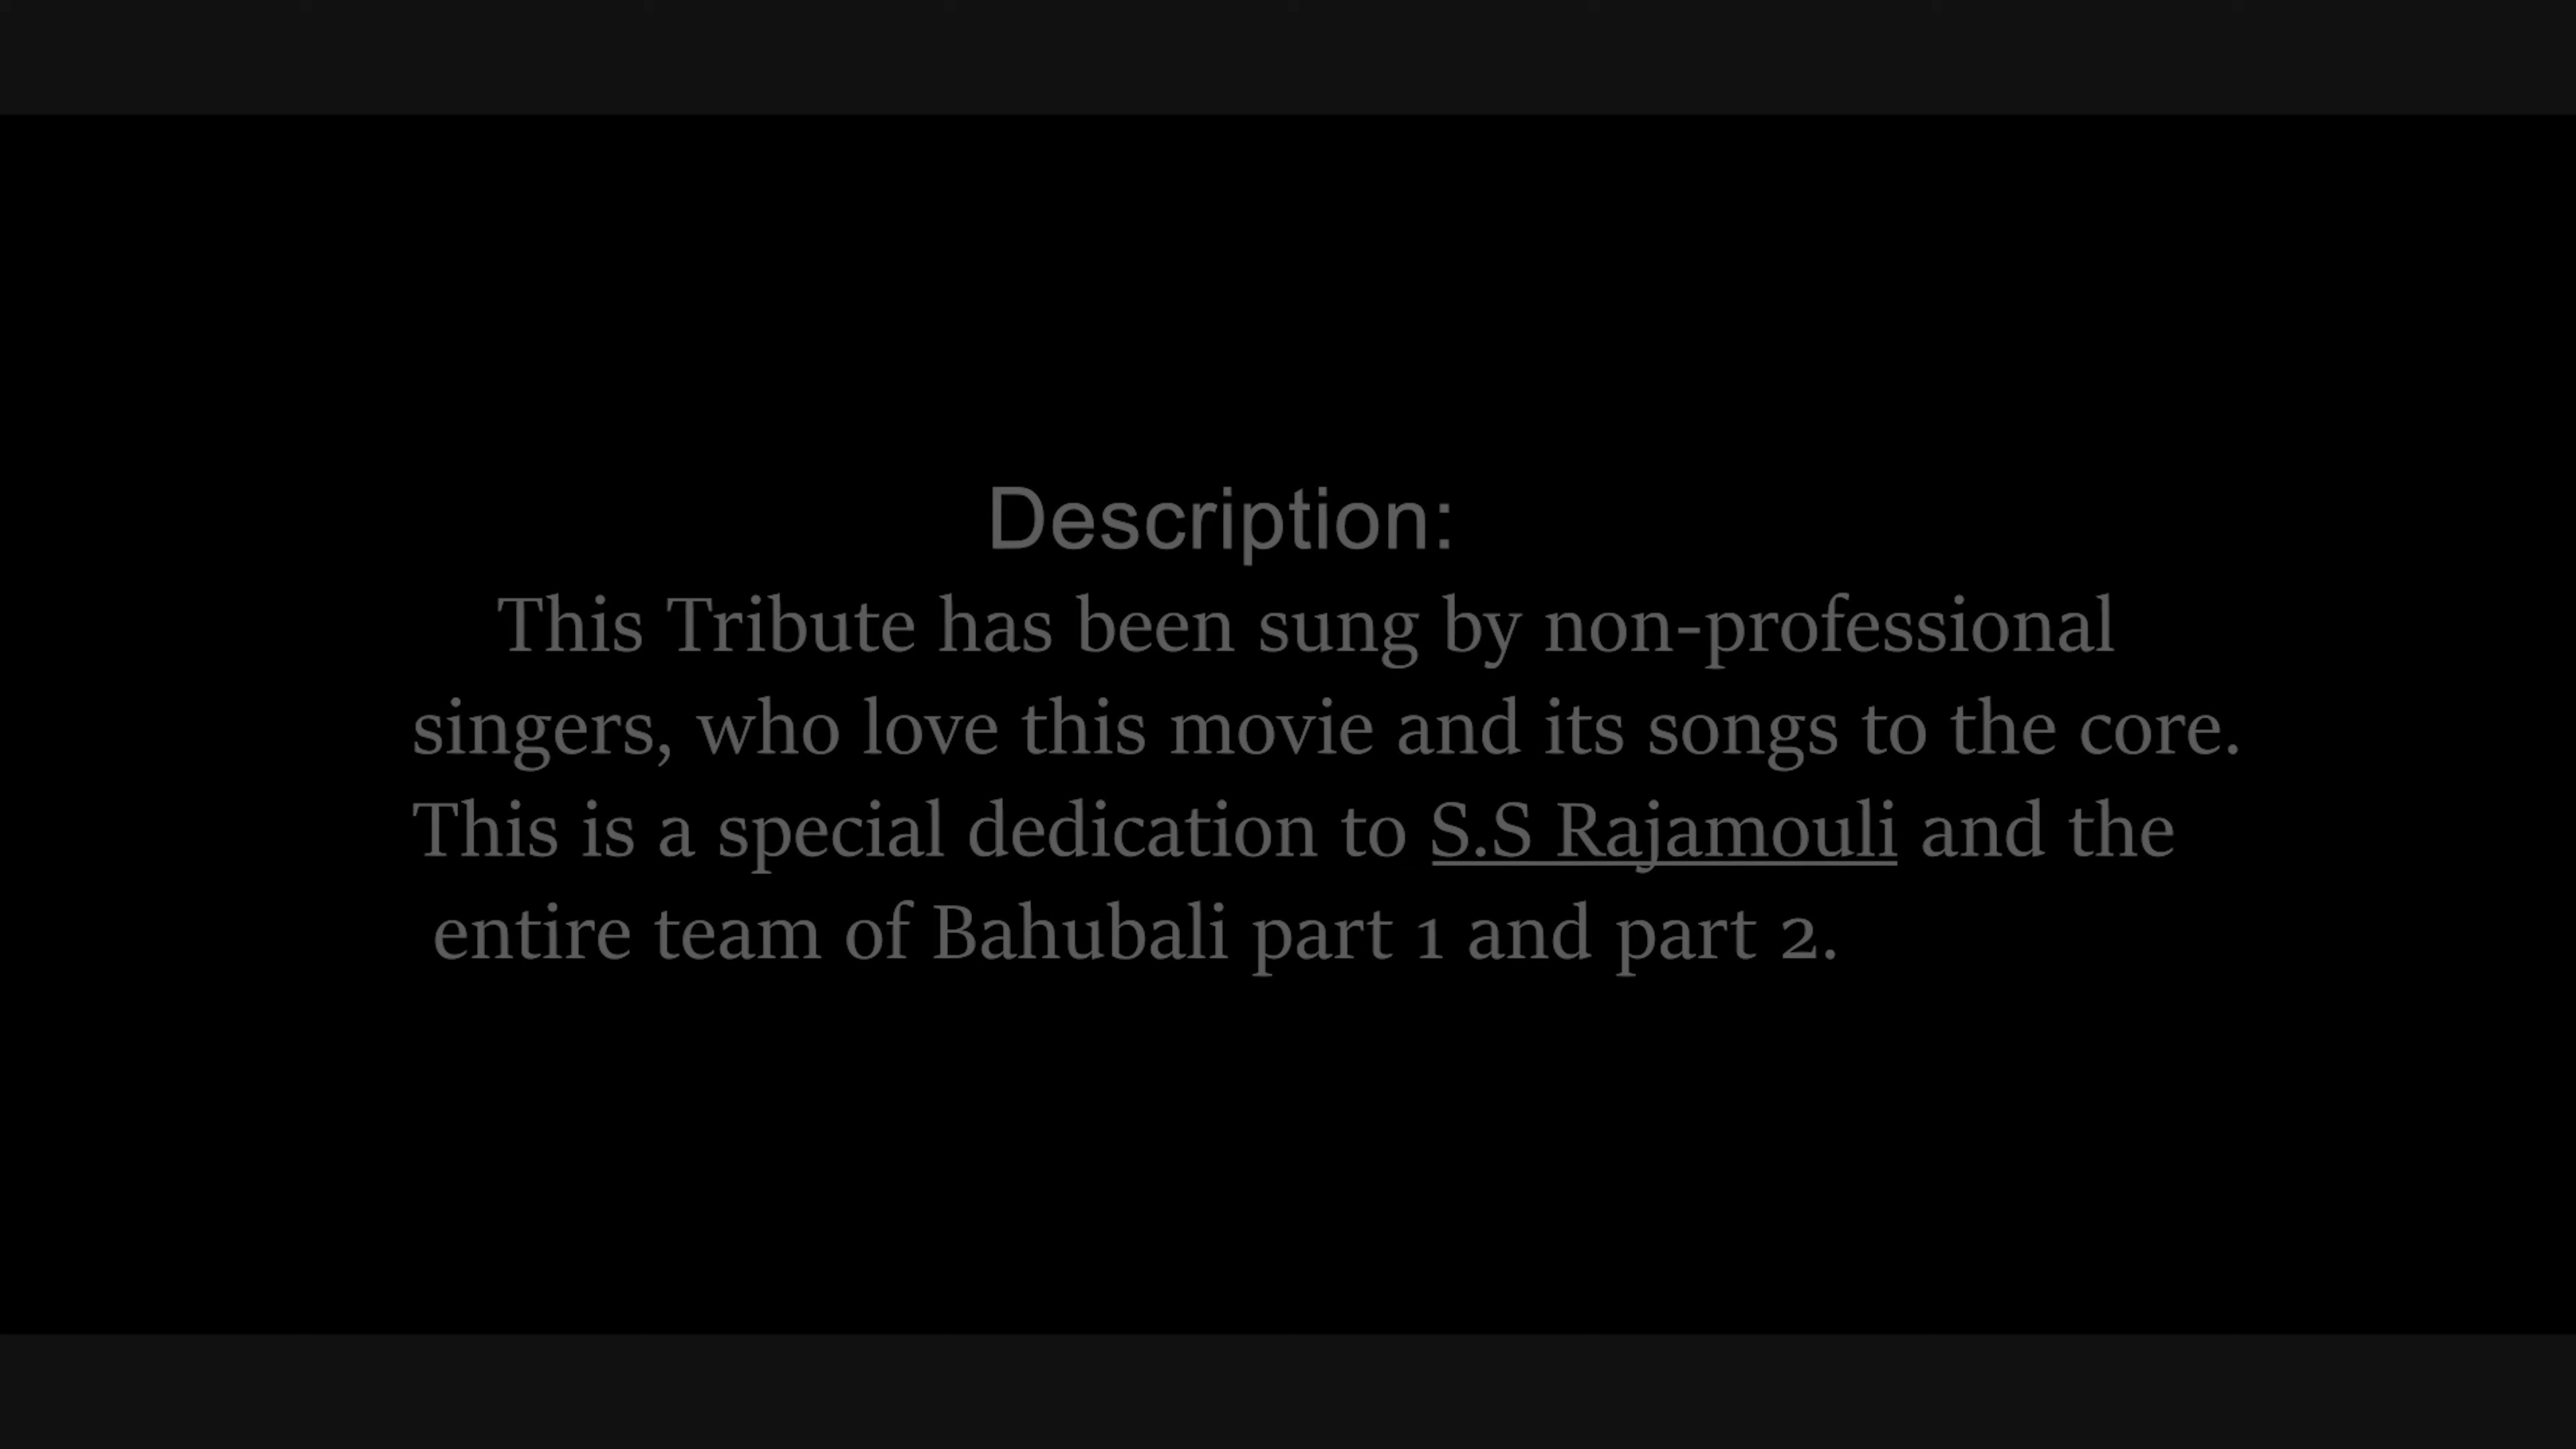 Description:
This Tribute has been sung by non-professional
singers, who love this movie and its songs to the core.
This is a special dedication to S.S Rajamouli and the
entire team of Bahubali part 1 and part 2.